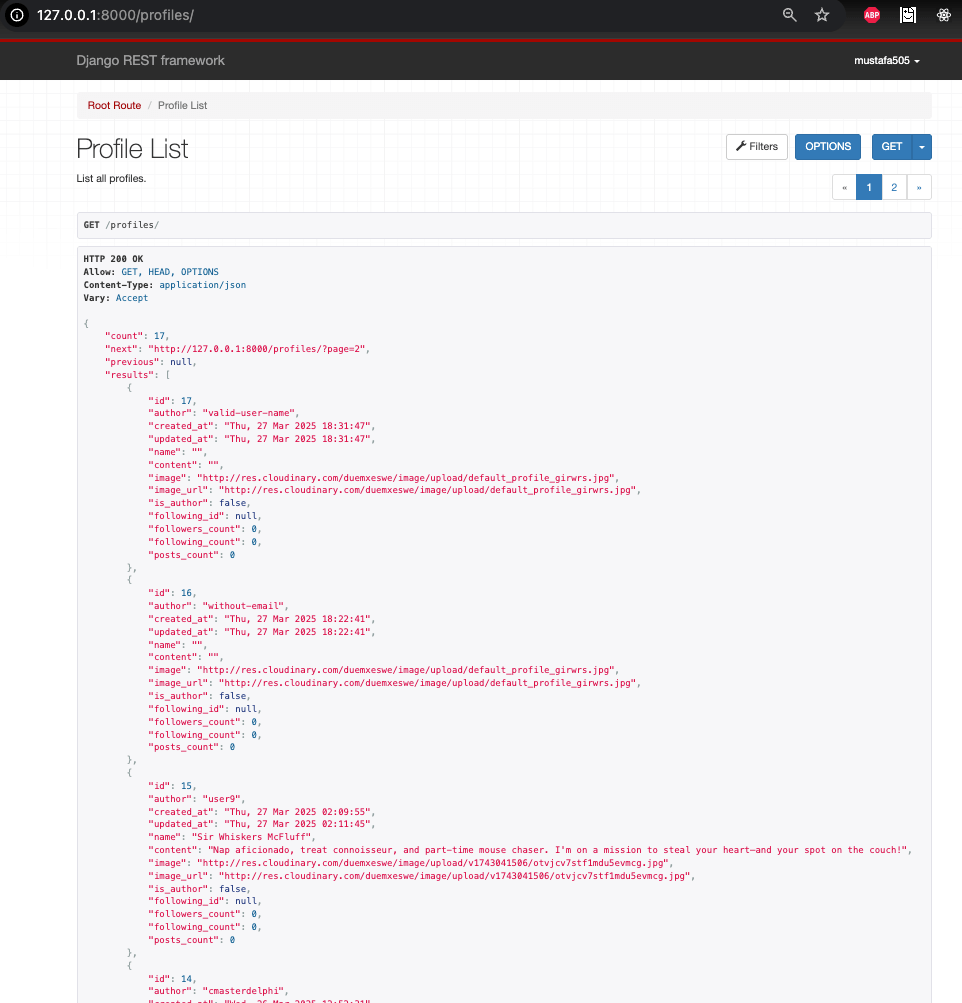 127.0.0.1:8000/profiles/
ABP
Django REST framework
mustafa505
Root Route / Profile List
Profile List
Filters
OPTIONS
GET
List all profiles.
« 1 2 »
GET /profiles/
HTTP 200 OK
Allow: GET, HEAD, OPTIONS
Content-Type: application/json
Vary: Accept
{
    "count": 17,
    "next": "http://127.0.0.1:8000/profiles/?page=2",
    "previous": null,
    "results": [
        {
            "id": 17,
            "author": "valid-user-name",
            "created_at": "Thu, 27 Mar 2025 18:31:47",
            "updated_at": "Thu, 27 Mar 2025 18:31:47",
            "name": "",
            "content": "",
            "image": "http://res.cloudinary.com/duemxeswe/image/upload/default_profile_girwrs.jpg",
            "image_url": "http://res.cloudinary.com/duemxeswe/image/upload/default_profile_girwrs.jpg",
            "is_author": false,
            "following_id": null,
            "followers_count": 0,
            "following_count": 0,
            "posts_count": 0
        },
        {
            "id": 16,
            "author": "without-email",
            "created_at": "Thu, 27 Mar 2025 18:22:41",
            "updated_at": "Thu, 27 Mar 2025 18:22:41",
            "name": "",
            "content": "",
            "image": "http://res.cloudinary.com/duemxeswe/image/upload/default_profile_girwrs.jpg",
            "image_url": "http://res.cloudinary.com/duemxeswe/image/upload/default_profile_girwrs.jpg",
            "is_author": false,
            "following_id": null,
            "followers_count": 0,
            "following_count": 0,
            "posts_count": 0
        },
        {
            "id": 15,
            "author": "user9",
            "created_at": "Thu, 27 Mar 2025 02:09:55",
            "updated_at": "Thu, 27 Mar 2025 02:11:45",
            "name": "Sir Whiskers McFluff",
            "content": "Nap aficionado, treat connoisseur, and part-time mouse chaser. I'm on a mission to steal your heart—and your spot on the couch!",
            "image": "http://res.cloudinary.com/duemxeswe/image/upload/v1743041506/otvjcv7stf1mdu5evmcg.jpg",
            "image_url": "http://res.cloudinary.com/duemxeswe/image/upload/v1743041506/otvjcv7stf1mdu5evmcg.jpg",
            "is_author": false,
            "following_id": null,
            "followers_count": 0,
            "following_count": 0,
            "posts_count": 0
        },
        {
            "id": 14,
            "author": "cmasterdelphi",